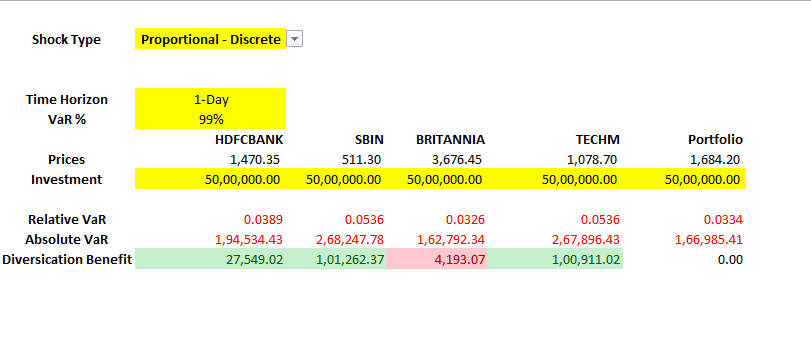 Shock Type Proportional - Discrete
Time Horizon 1-Day
VaR % 99%
HDFCBANK SBIN BRITANNIA TECHM Portfolio
Prices 1,470.35 511.30 3,676.45 1,078.70 1,684.20
Investment 50,00,000.00 50,00,000.00 50,00,000.00 50,00,000.00 50,00,000.00
Relative VaR 0.0389 0.0536 0.0326 0.0536 0.0334
Absolute VaR 1,94,534.43 2,68,247.78 1,62,792.34 2,67,896.43 1,66,985.41
Diversication Benefit 27,549.02 1,01,262.37 4,193.07 1,00,911.02 0.00